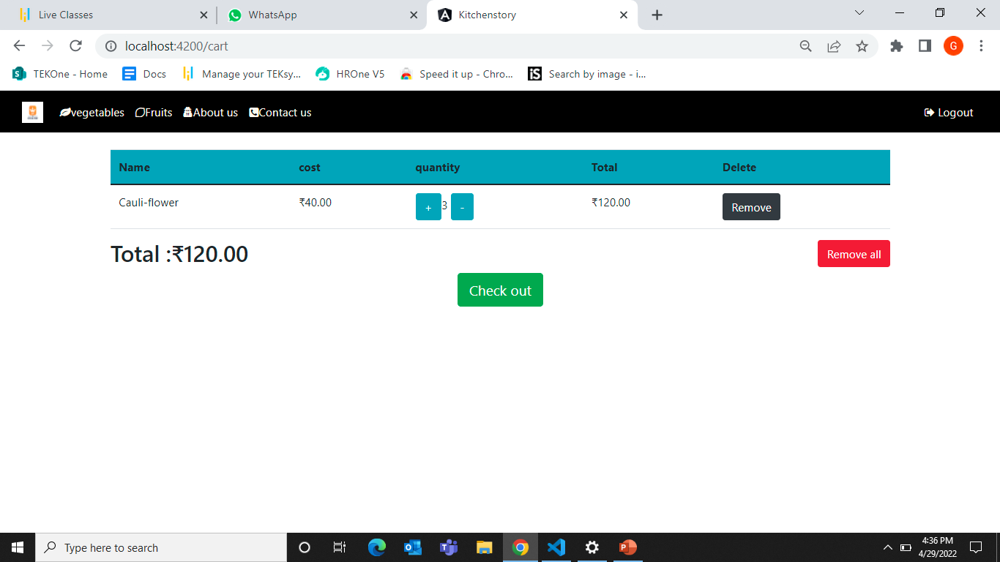 Live Classes WhatsApp Kitchenstory
localhost:4200/cart G
TEKOne - Home Docs Manage your TEKsy... HROne V5 Speed it up - Chro... iS Search by image - i...
vegetables Fruits About us Contact us Logout
Name cost quantity Total Delete
Cauli-flower ₹40.00 + 3 - ₹120.00 Remove
Total :₹120.00 Remove all
Check out
Type here to search 4:36 PM
4/29/2022